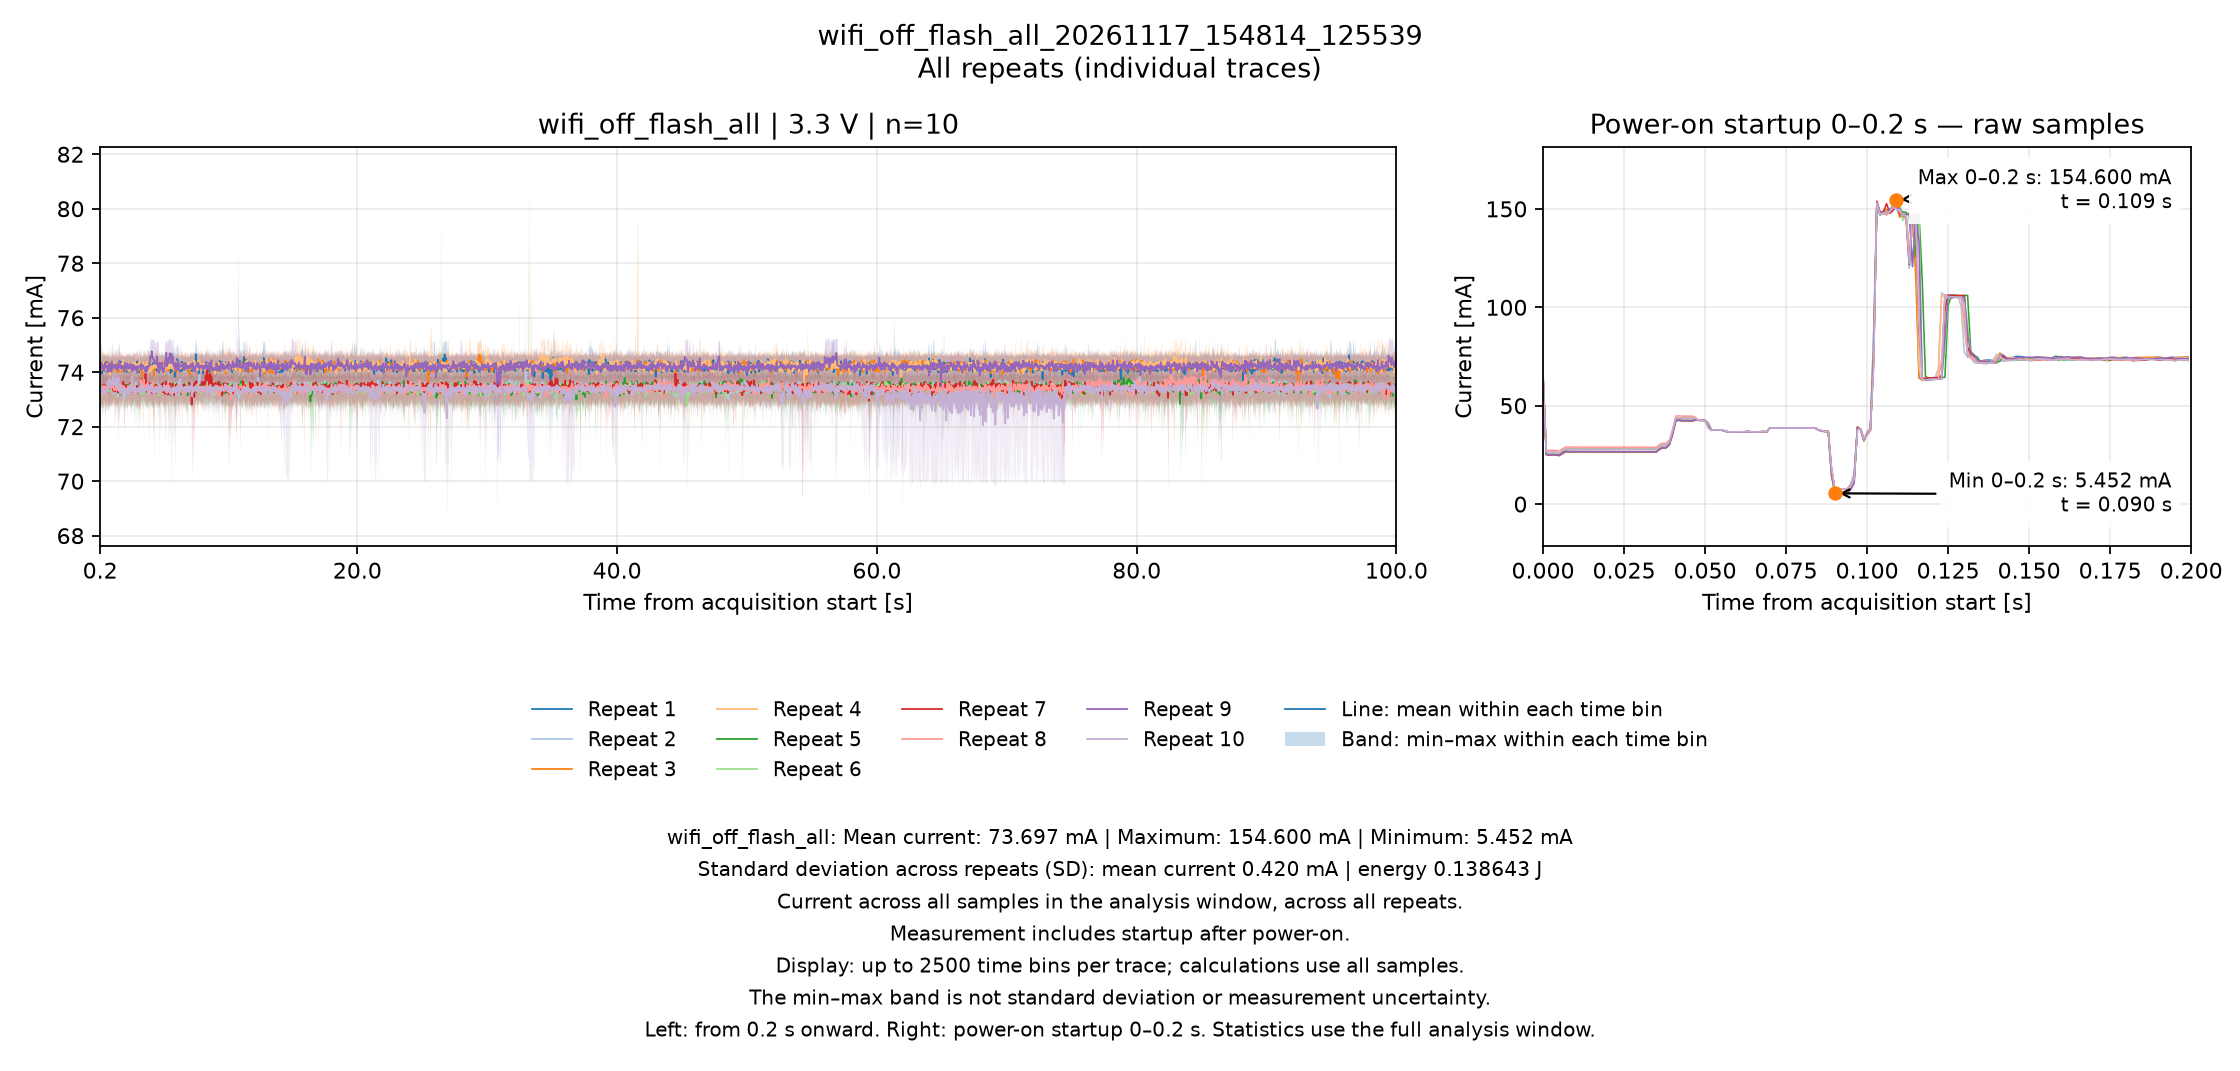 wifi_off_flash_all_20261117_154814_125539
All repeats (individual traces)
wifi_off_flash_all | 3.3 V | n=10
82
80
78
76
74
72
70
68
Current [mA]
0.2 20.0 40.0 60.0 80.0 100.0
Time from acquisition start [s]
Power-on startup 0–0.2 s — raw samples
Max 0–0.2 s: 154.600 mA
t = 0.109 s
150
100
50
0
Current [mA]
Min 0–0.2 s: 5.452 mA
t = 0.090 s
0.000 0.025 0.050 0.075 0.100 0.125 0.150 0.175 0.200
Time from acquisition start [s]
Repeat 1 Repeat 4 Repeat 7 Repeat 9 Line: mean within each time bin
Repeat 2 Repeat 5 Repeat 8 Repeat 10 Band: min–max within each time bin
Repeat 3 Repeat 6
wifi_off_flash_all: Mean current: 73.697 mA | Maximum: 154.600 mA | Minimum: 5.452 mA
Standard deviation across repeats (SD): mean current 0.420 mA | energy 0.138643 J
Current across all samples in the analysis window, across all repeats.
Measurement includes startup after power-on.
Display: up to 2500 time bins per trace; calculations use all samples.
The min–max band is not standard deviation or measurement uncertainty.
Left: from 0.2 s onward. Right: power-on startup 0–0.2 s. Statistics use the full analysis window.